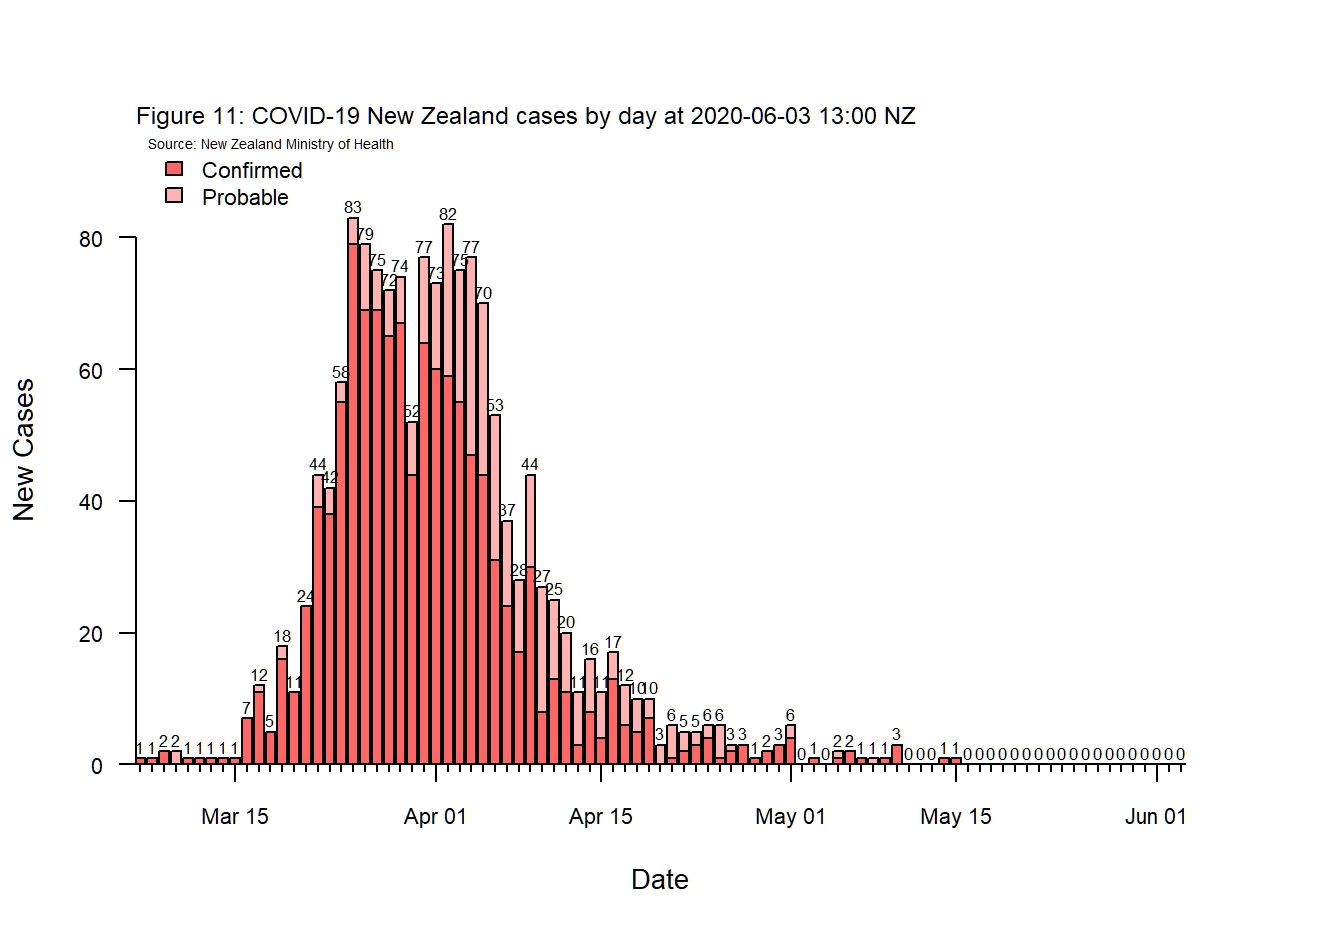 Figure 11: COVID-19 New Zealand cases by day at 2020-06-03 13:00 NZ
Source: New Zealand Ministry of Health
Confirmed
Probable
New Cases
80
60
40
20
0
1 1 2 2 1 1 1 1 1 7 12 5 18 11 24 44 42 58 83 79 75 72 74 52 77 73 82 75 77 70 53 37 28 44 27 25 20 11 16 11 17 12 10 10 3 6 5 5 6 6 3 3 1 2 3 6 0 1 0 2 2 1 1 1 3 0 0 0 1 1 0 0 0 0 0 0 0 0 0 0 0 0 0 0 0 0 0 0 0
Mar 15 Apr 01 Apr 15 May 01 May 15 Jun 01
Date